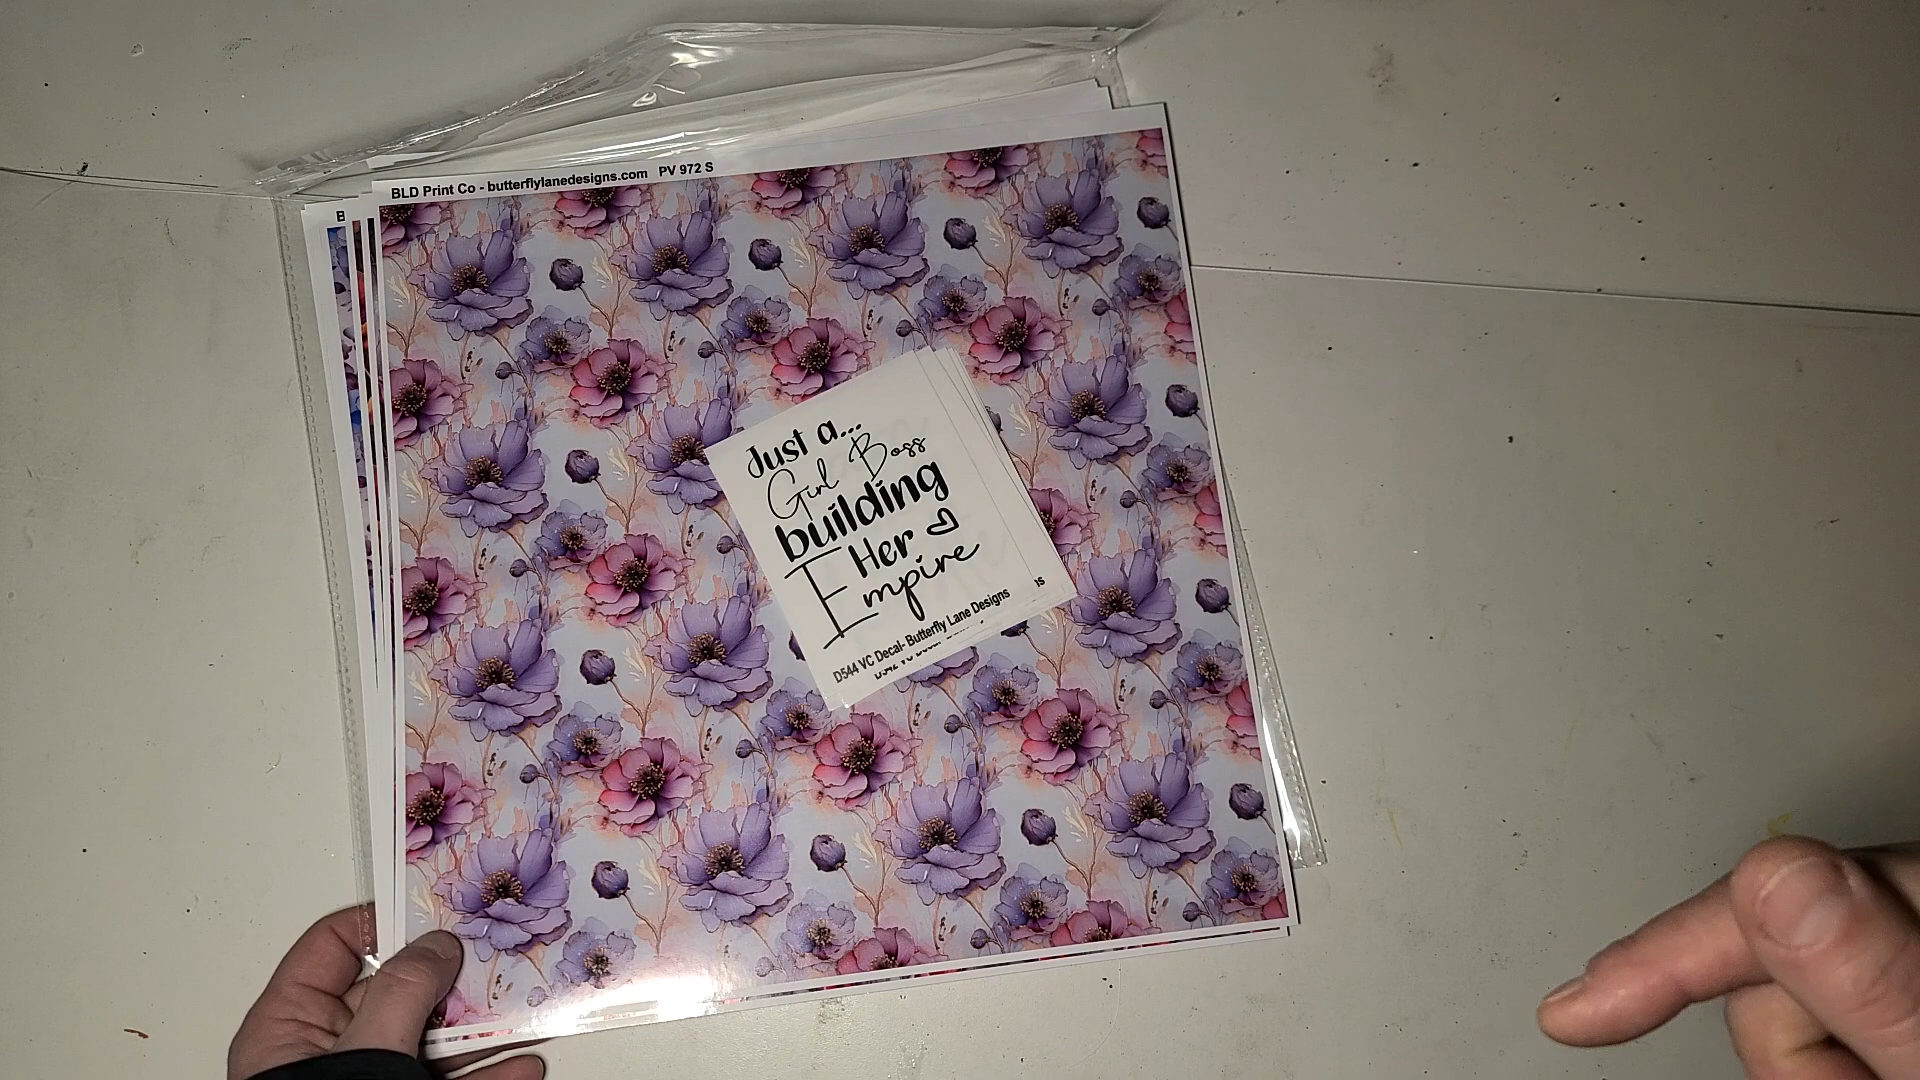 BLD Print Co - butterflylanedesigns.com PV 972 S
B
Just a...
Girl Boss
building
Her
Empire
D544 VC Decal- Butterfly Lane Designs
ns